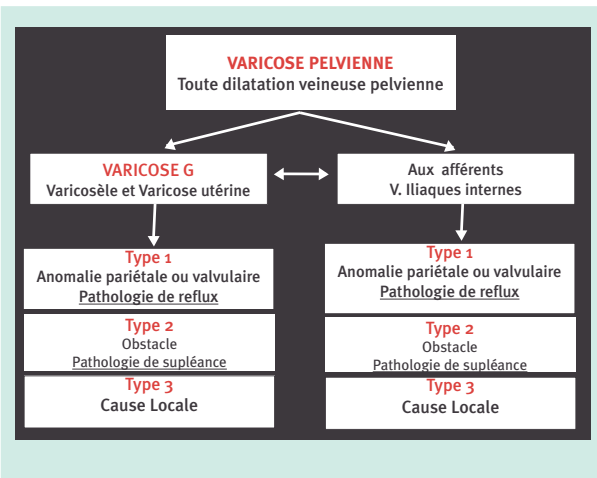 VARICOSE PELVIENNE
Toute dilatation veineuse pelvienne
VARICOSE G
Varicosèle et Varicose utérine
Aux afférents
V. Iliaques internes
Type 1
Anomalie pariétale ou valvulaire
Pathologie de reflux
Type 2
Obstacle
Pathologie de supléance
Type 3
Cause Locale
Type 1
Anomalie pariétale ou valvulaire
Pathologie de reflux
Type 2
Obstacle
Pathologie de supléance
Type 3
Cause Locale